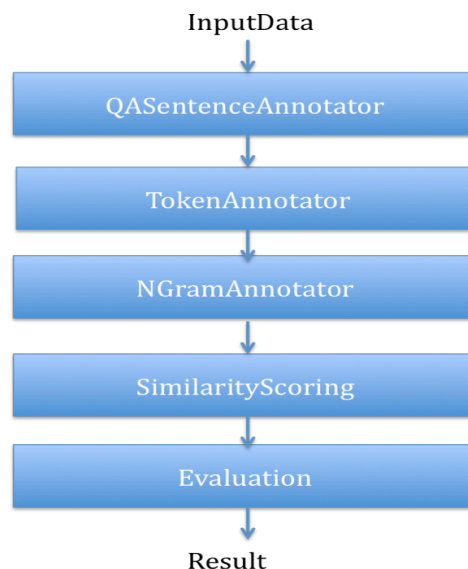 InputData
QASentenceAnnotator
TokenAnnotator
NGramAnnotator
SimilarityScoring
Evaluation
Result